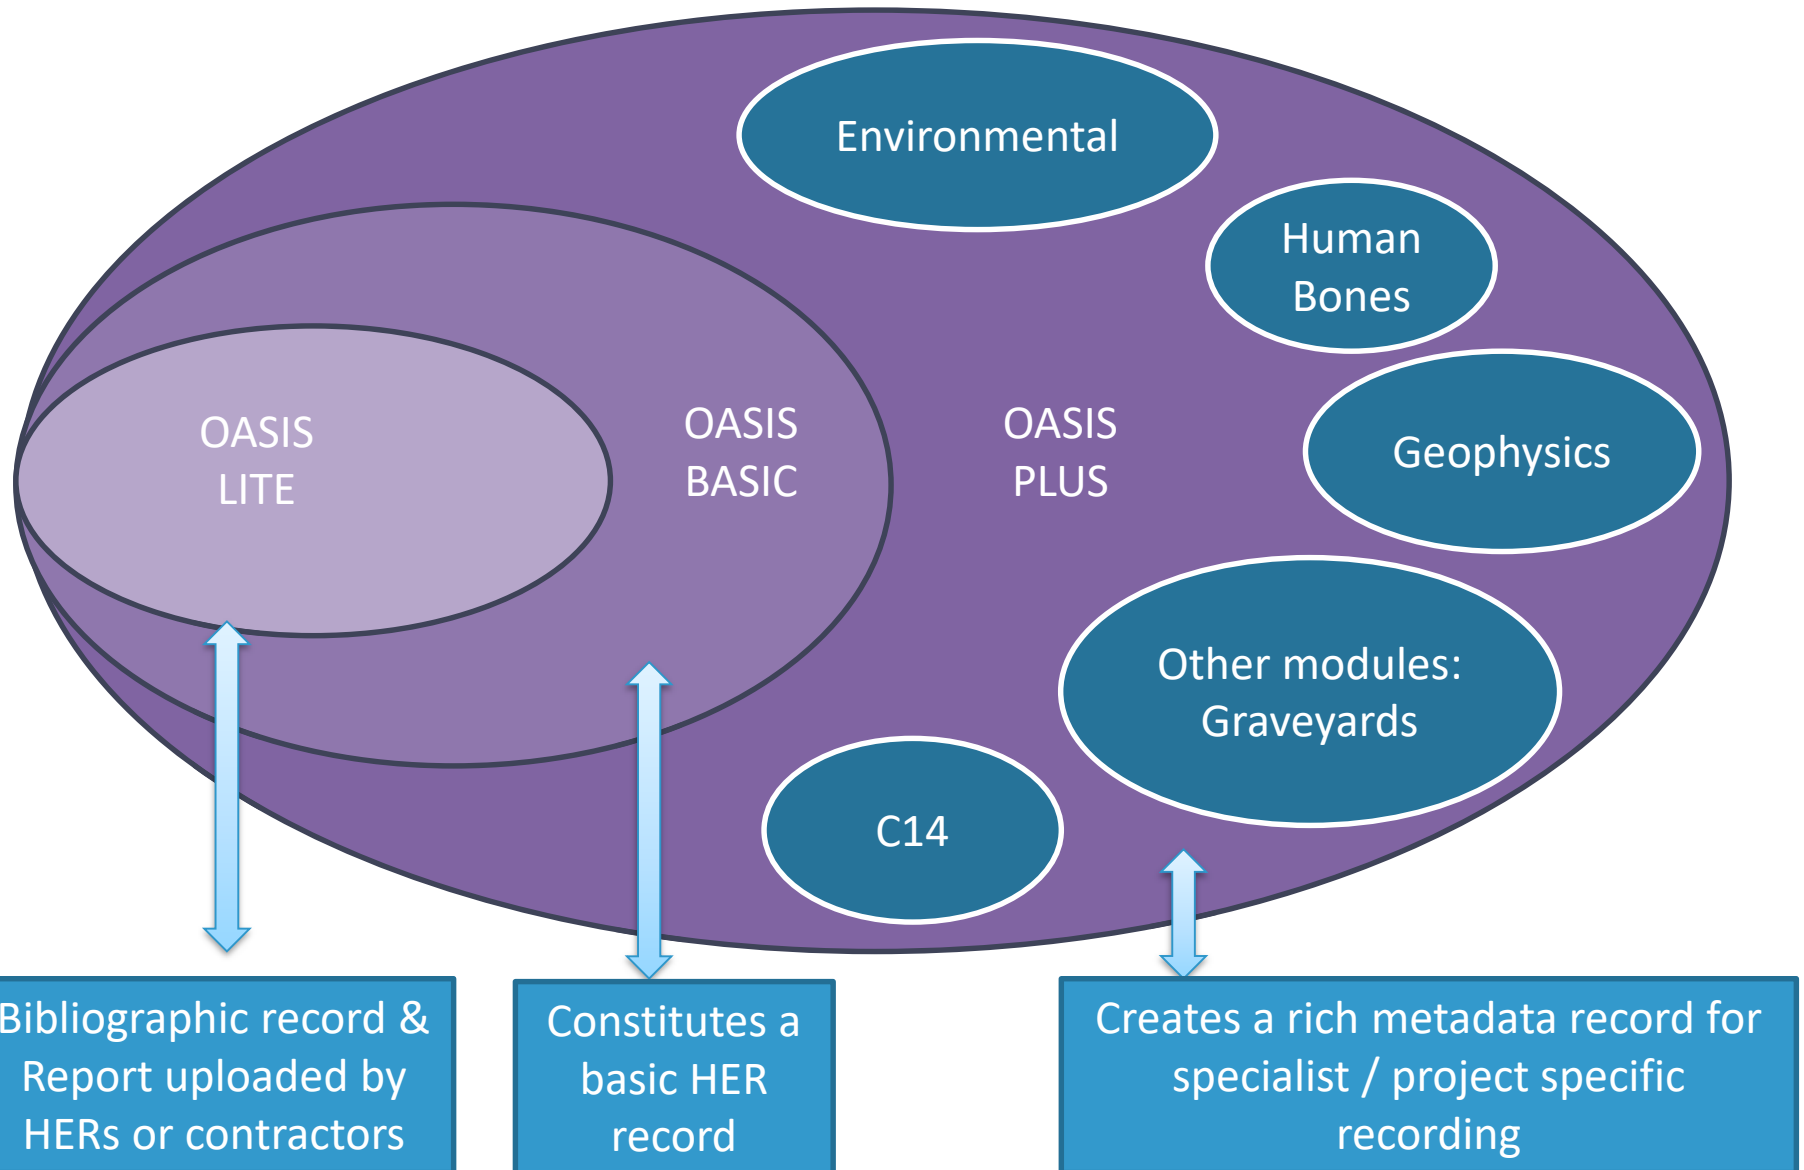 Environmental
Human
Bones
OASIS
LITE
OASIS
BASIC
OASIS
PLUS
Geophysics
Other modules:
Graveyards
C14
Bibliographic record &
Report uploaded by
HERs or contractors
Constitutes a
basic HER
record
Creates a rich metadata record for
specialist / project specific
recording